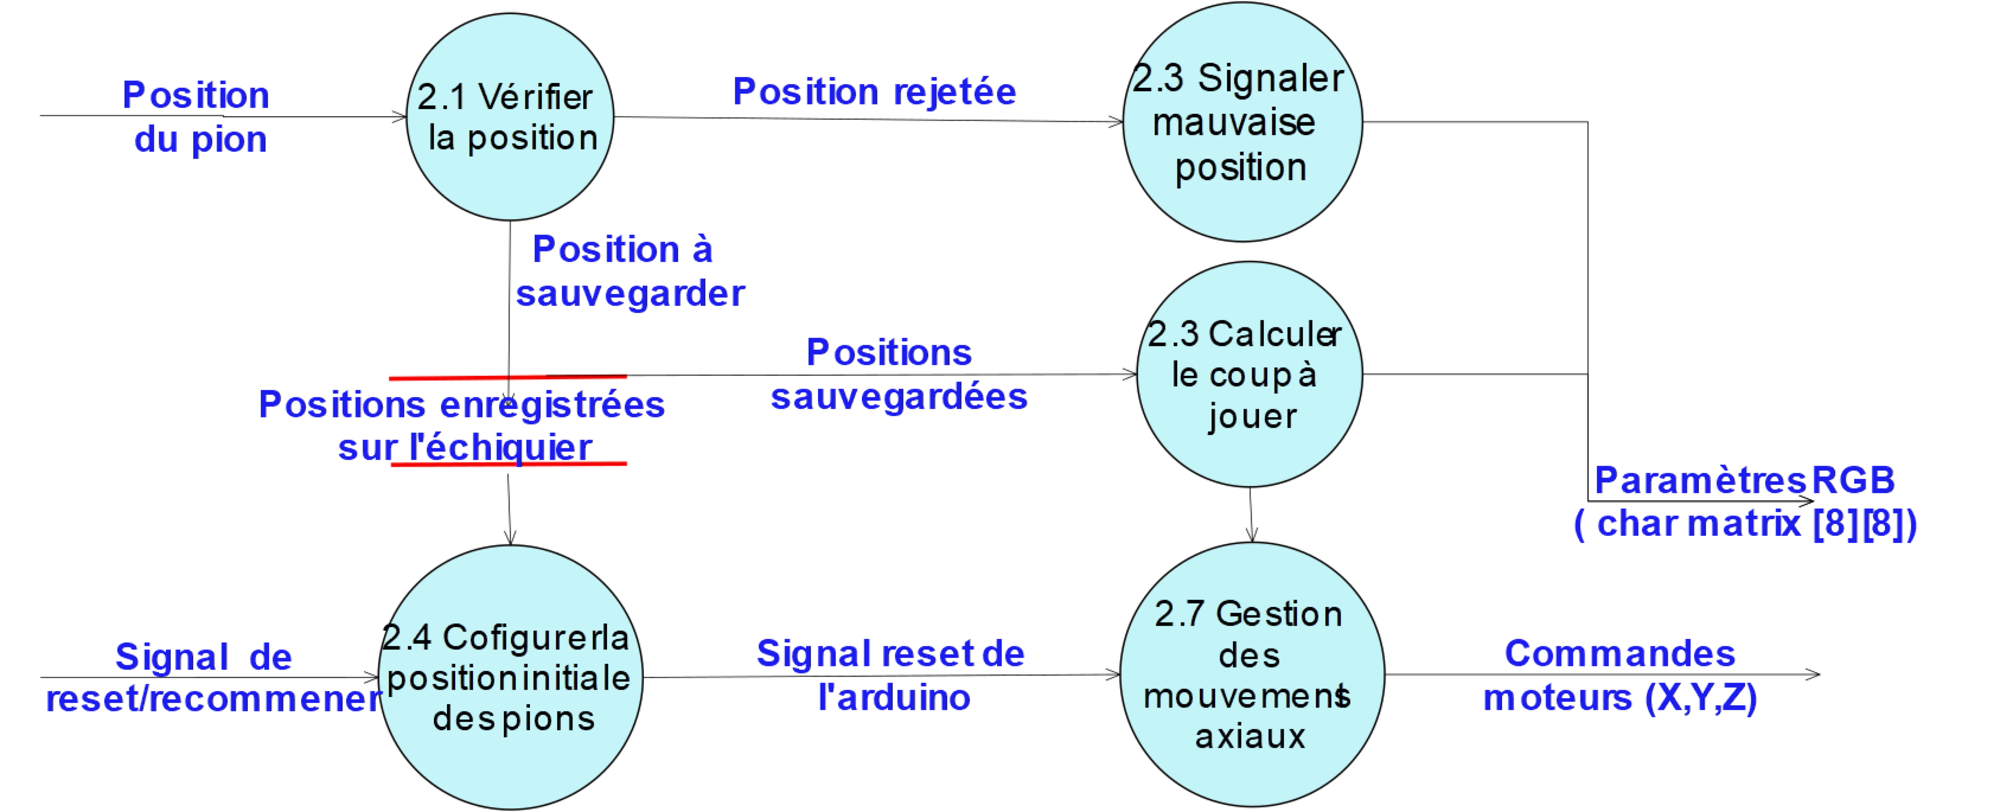 Position
du pion
2.1 Vérifier
la position
Position rejetée
2.3 Signaler
mauvaise
position
Position à
sauvegarder
Positions
sauvegardées
2.3 Calculer
le coup à
jouer
Positions enregistrées
sur l'échiquier
Paramètres RGB
( char matrix [8][8])
Signal de
reset/recommener
2.4 Cofigurer la
position initiale
des pions
Signal reset de
l'arduino
2.7 Gestion
des
mouvements
axiaux
Commandes
moteurs (X,Y,Z)